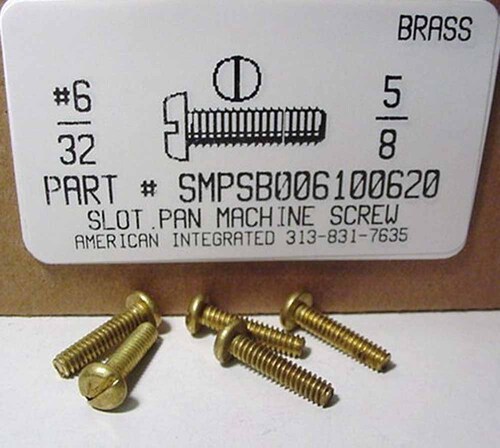 BRASS
#6
32
5
8
PART # SMPSB006100620
SLOT.PAN MACHINE SCREW
AMERICAN INTEGRATED 313-831-7635